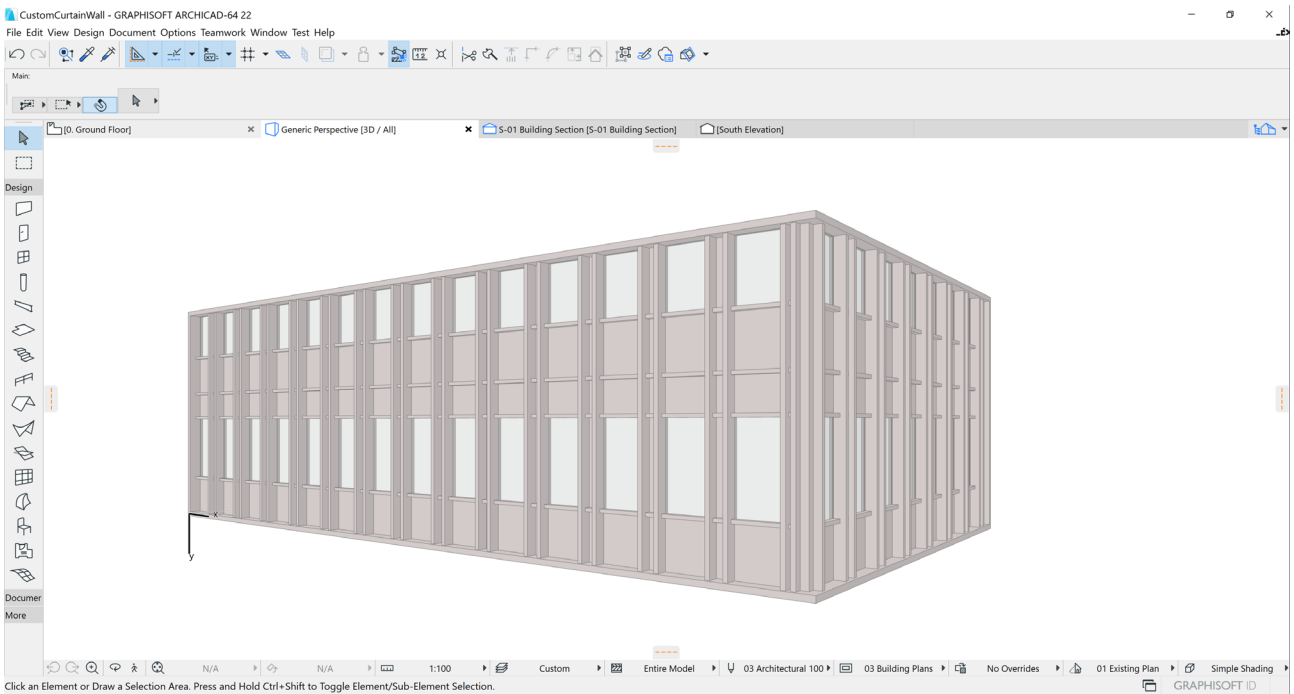 CustomCurtainWall - GRAPHISOFT ARCHICAD-64 22
File Edit View Design Document Options Teamwork Window Test Help
Main:
[0. Ground Floor]
Generic Perspective [3D / All]
S-01 Building Section [S-01 Building Section]
[South Elevation]
Design
x
y
Documer
More
N/A
N/A
1:100
Custom
Entire Model
03 Architectural 100
03 Building Plans
No Overrides
01 Existing Plan
Simple Shading
Click an Element or Draw a Selection Area. Press and Hold Ctrl+Shift to Toggle Element/Sub-Element Selection.
GRAPHISOFT ID